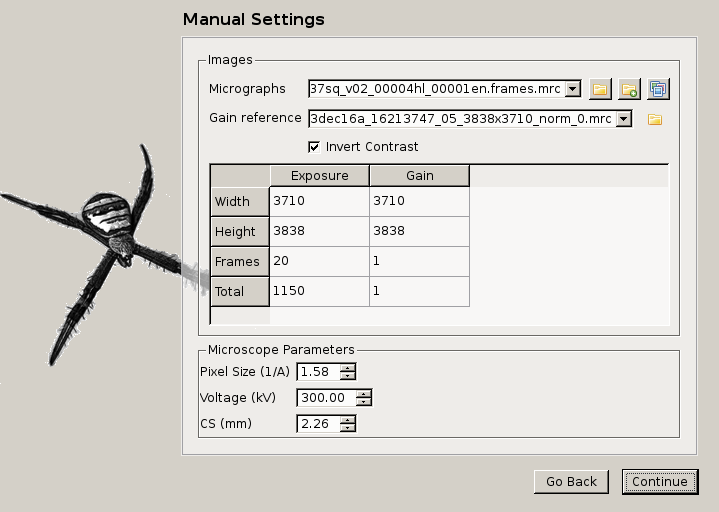 Manual Settings
Images
Micrographs 37sq_v02_00004hl_00001en.frames.mrc
Gain reference 3dec16a_16213747_05_3838x3710_norm_0.mrc
Invert Contrast
Exposure Gain
Width 3710 3710
Height 3838 3838
Frames 20 1
Total 1150 1
Microscope Parameters
Pixel Size (1/A) 1.58
Voltage (kV) 300.00
CS (mm) 2.26
Go Back Continue